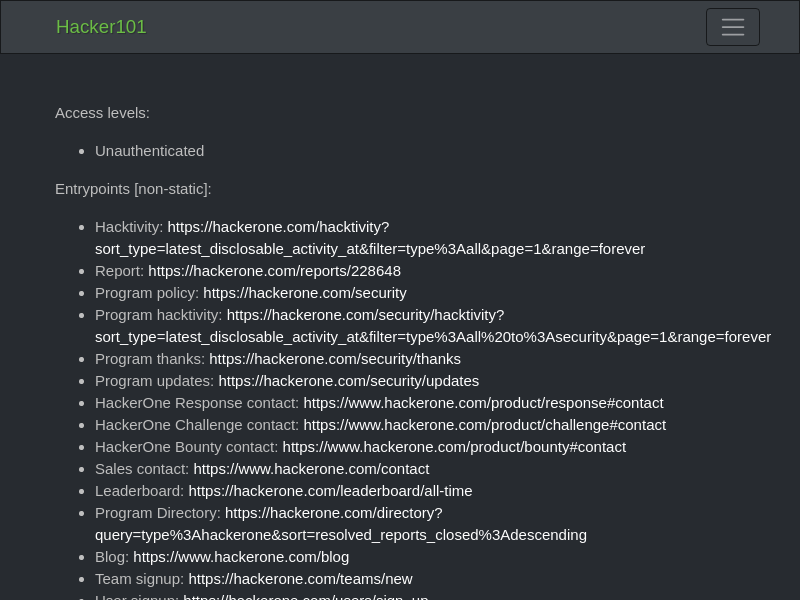 Hacker101
Access levels:
Unauthenticated
Entrypoints [non-static]:
Hacktivity: https://hackerone.com/hacktivity?
sort_type=latest_disclosable_activity_at&filter=type%3Aall&page=1&range=forever
Report: https://hackerone.com/reports/228648
Program policy: https://hackerone.com/security
Program hacktivity: https://hackerone.com/security/hacktivity?
sort_type=latest_disclosable_activity_at&filter=type%3Aall%20to%3Asecurity&page=1&range=forever
Program thanks: https://hackerone.com/security/thanks
Program updates: https://hackerone.com/security/updates
HackerOne Response contact: https://www.hackerone.com/product/response#contact
HackerOne Challenge contact: https://www.hackerone.com/product/challenge#contact
HackerOne Bounty contact: https://www.hackerone.com/product/bounty#contact
Sales contact: https://www.hackerone.com/contact
Leaderboard: https://hackerone.com/leaderboard/all-time
Program Directory: https://hackerone.com/directory?
query=type%3Ahackerone&sort=resolved_reports_closed%3Adescending
Blog: https://www.hackerone.com/blog
Team signup: https://hackerone.com/teams/new
User signup: https://hackerone.com/users/sign_up